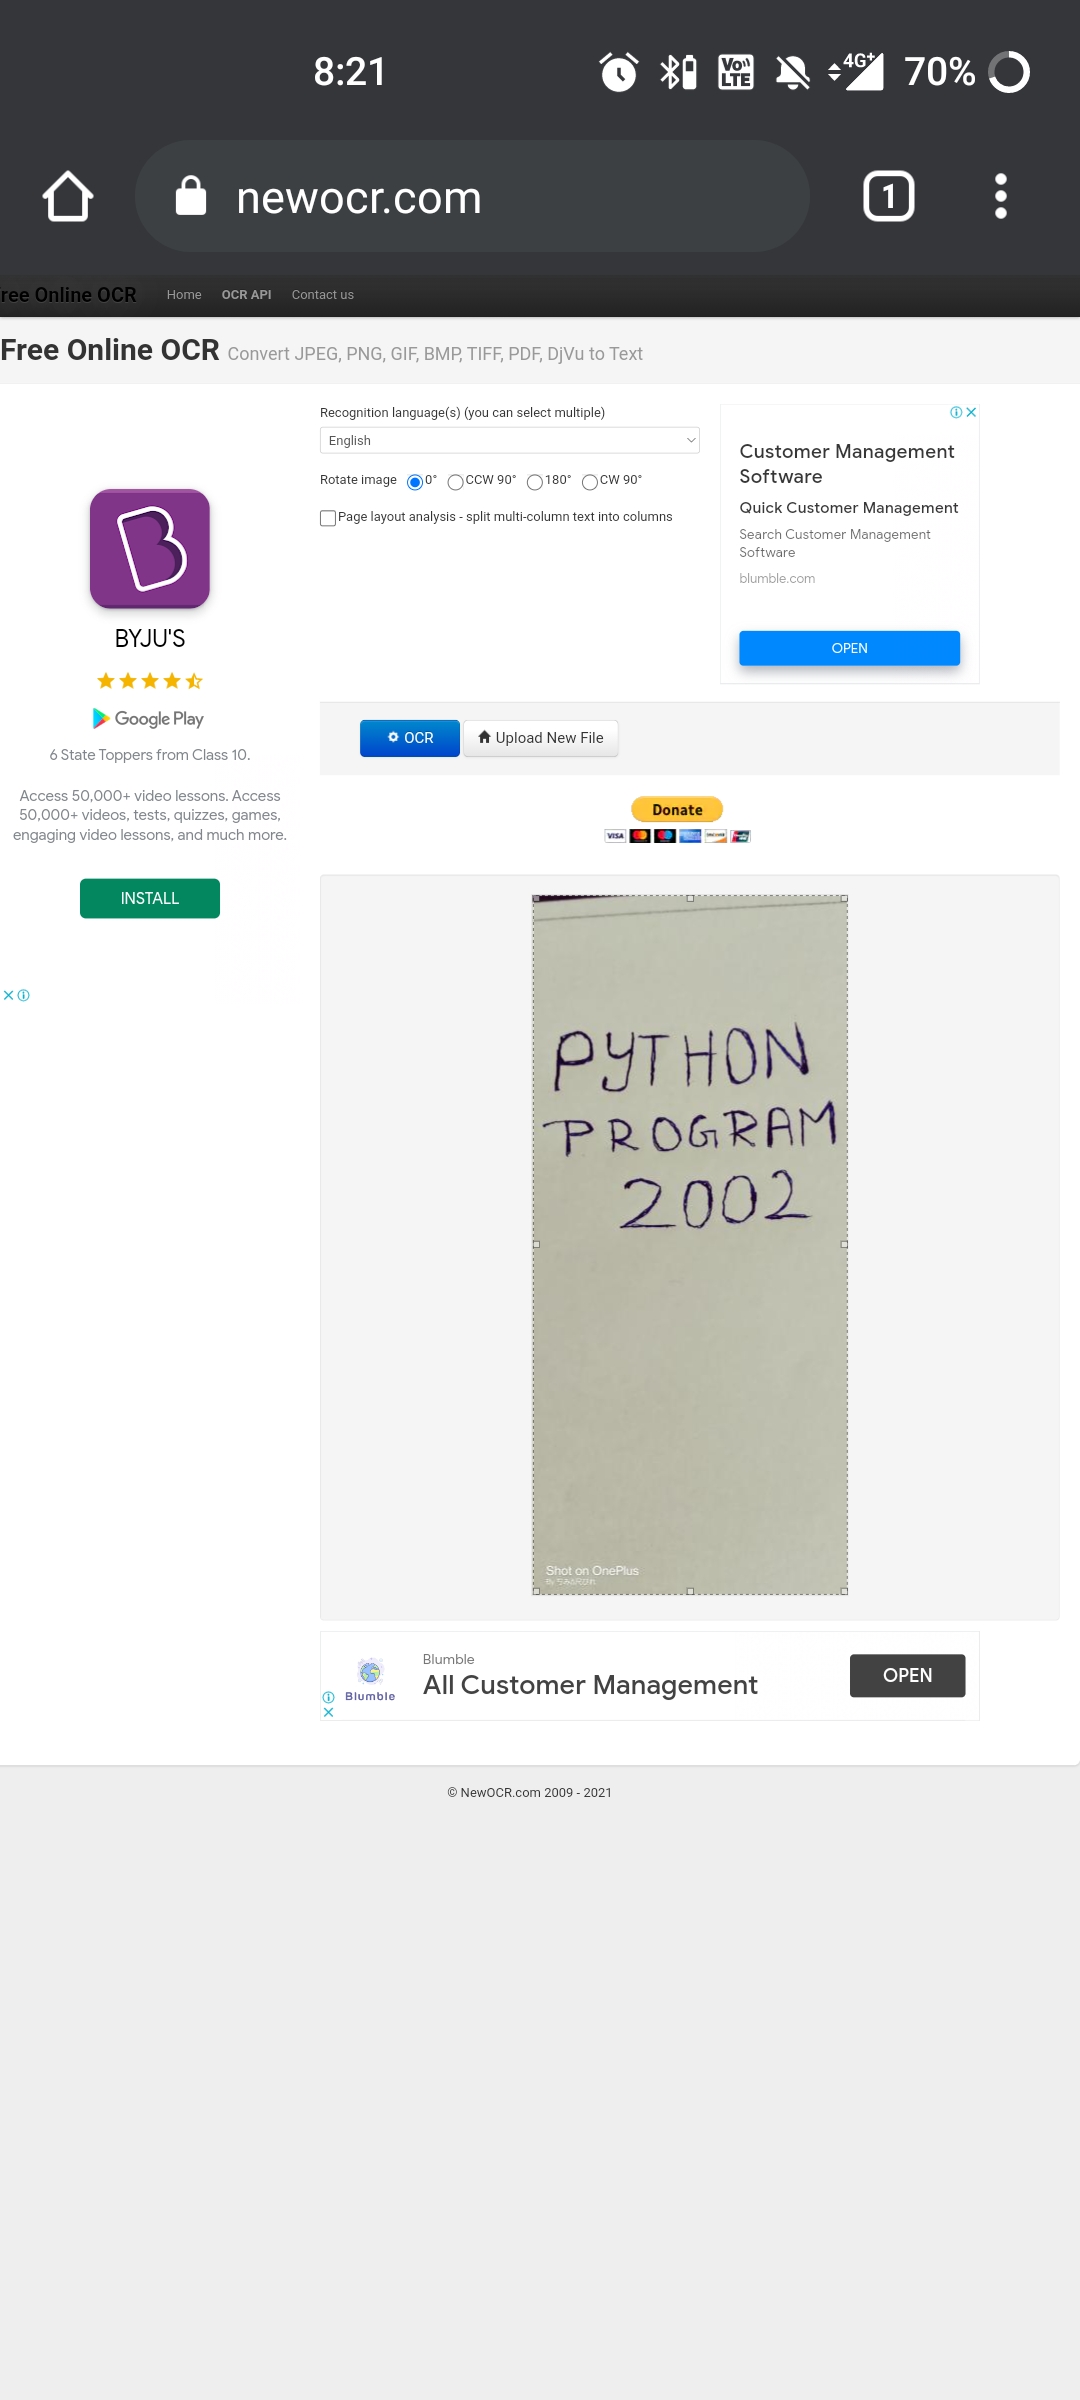 8:21
4G+
70%
Vo)) LTE
newocr.com
1
ree Online OCR Home OCR API Contact us
Free Online OCR Convert JPEG, PNG, GIF, BMP, TIFF, PDF, DjVu to Text
Recognition language(s) (you can select multiple)
English
Rotate image 0° CCW 90° 180° CW 90°
Page layout analysis - split multi-column text into columns
Customer Management
Software
Quick Customer Management
Search Customer Management
Software
blumble.com
OPEN
B
BYJU'S
Google Play
6 State Toppers from Class 10.
Access 50,000+ video lessons. Access
50,000+ videos, tests, quizzes, games,
engaging video lessons, and much more.
INSTALL
OCR Upload New File
Donate
VISA
DISCOVER
PYTHON
PROGRAM
2002
Shot on OnePlus
By
Blumble
Blumble
All Customer Management
OPEN
© NewOCR.com 2009 - 2021